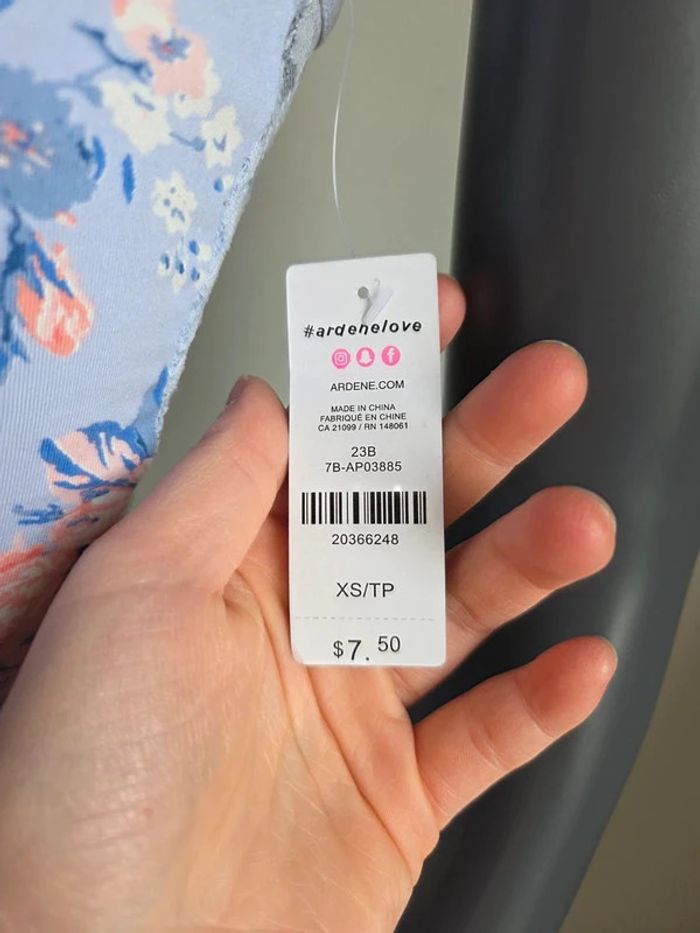 #ardenelove
ARDENE.COM
MADE IN CHINA
FABRIQUÉ EN CHINE
CA 21099 / RN 148061
23B
7B-AP03885
20366248
XS/TP
$7.50